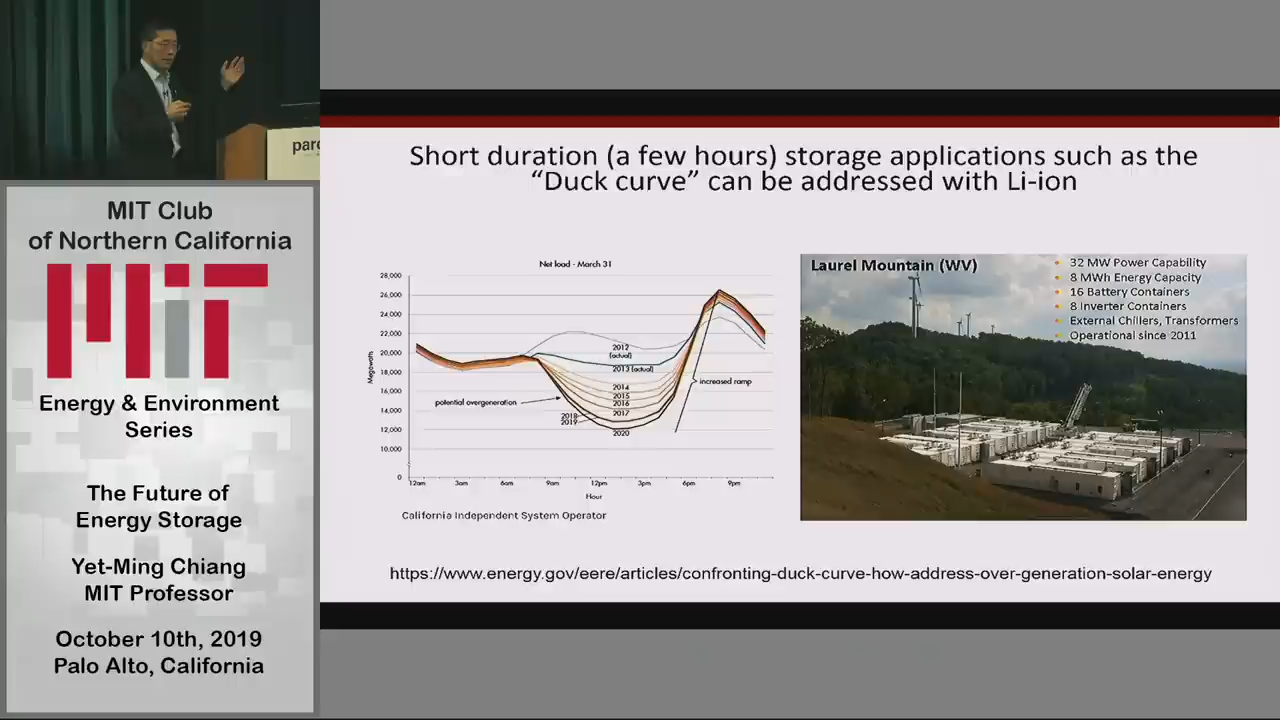 parc
MIT Club
of Northern California
MIT
Energy & Environment
Series
The Future of
Energy Storage
Yet-Ming Chiang
MIT Professor
October 10th, 2019
Palo Alto, California
Short duration (a few hours) storage applications such as the
“Duck curve” can be addressed with Li-ion
Net load - March 31
28,000
26,000
24,000
22,000
20,000
18,000
16,000
14,000
12,000
10,000
0
Megawatts
2012
(actual)
2013 (actual)
2014
2015
2016
2017
2018
2019
2020
potential overgeneration
increased ramp
12am
3am
6am
9am
12pm
3pm
6pm
9pm
Hour
California Independent System Operator
Laurel Mountain (WV)
32 MW Power Capability
8 MWh Energy Capacity
16 Battery Containers
8 Inverter Containers
External Chillers, Transformers
Operational since 2011
https://www.energy.gov/eere/articles/confronting-duck-curve-how-address-over-generation-solar-energy